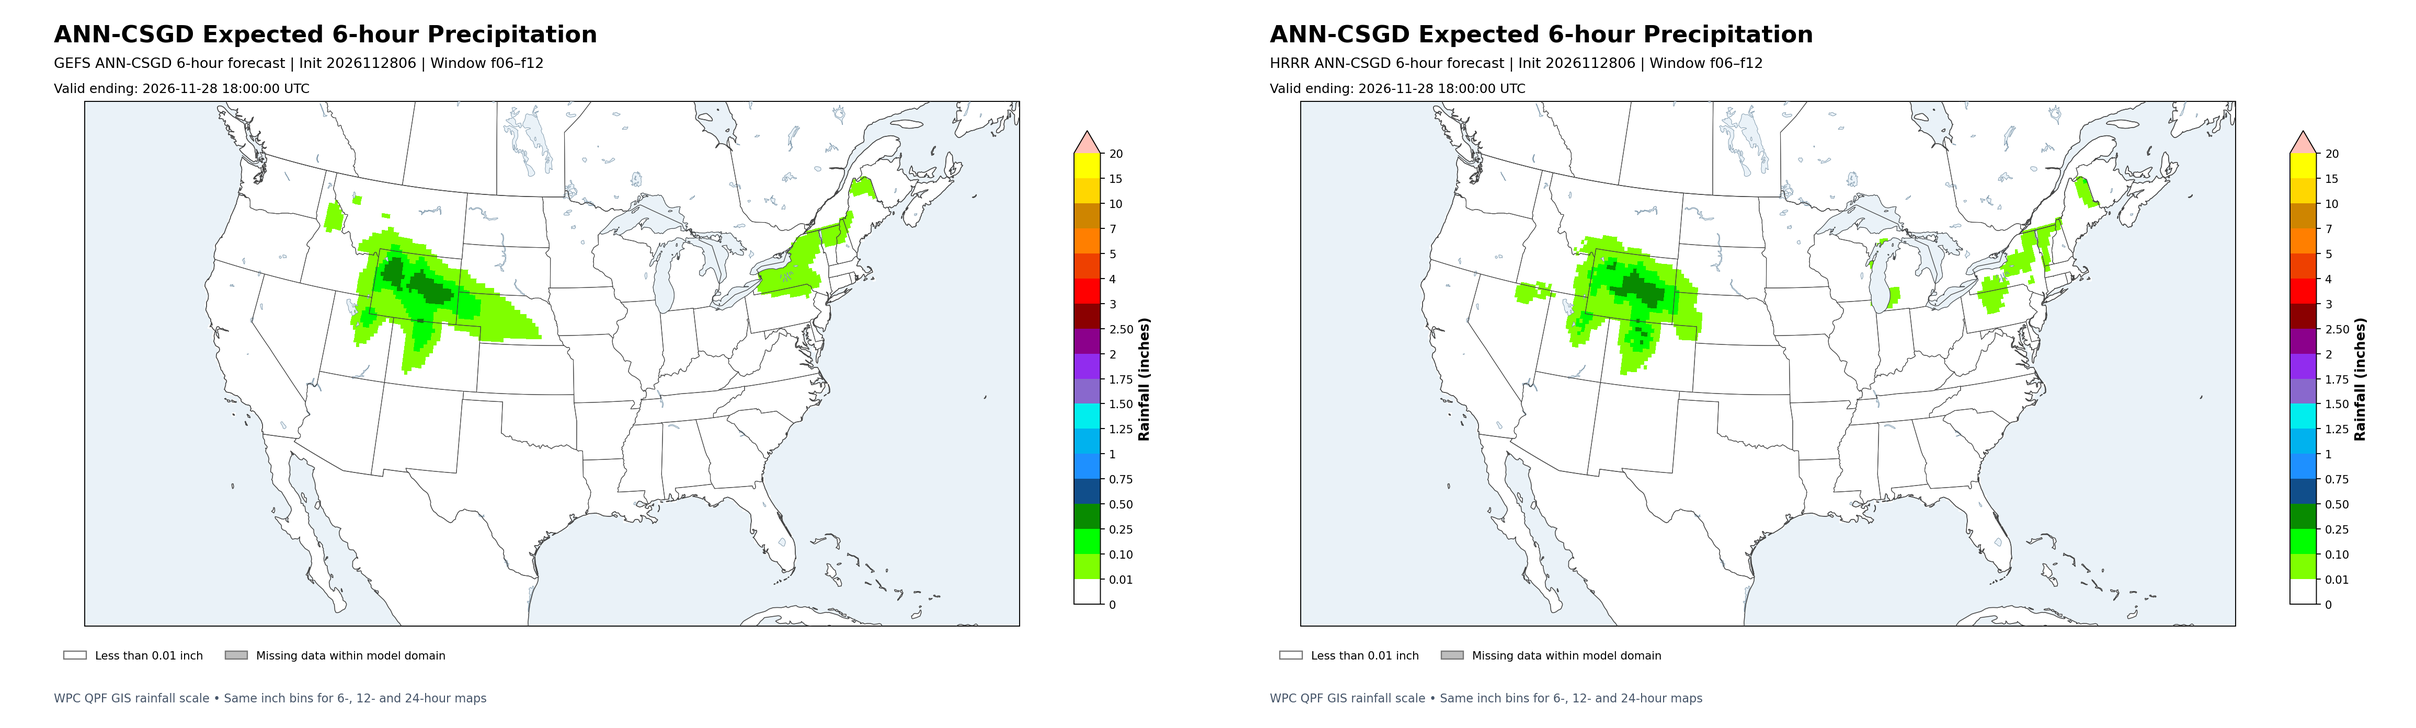 ANN-CSGD Expected 6-hour Precipitation
GEFS ANN-CSGD 6-hour forecast | Init 2026112806 | Window f06–f12
Valid ending: 2026-11-28 18:00:00 UTC
20
15
10
7
5
4
3
2.50
2
1.75
1.50
1.25
1
0.75
0.50
0.25
0.10
0.01
0
Rainfall (inches)
Less than 0.01 inch
Missing data within model domain
WPC QPF GIS rainfall scale • Same inch bins for 6-, 12- and 24-hour maps
ANN-CSGD Expected 6-hour Precipitation
HRRR ANN-CSGD 6-hour forecast | Init 2026112806 | Window f06–f12
Valid ending: 2026-11-28 18:00:00 UTC
20
15
10
7
5
4
3
2.50
2
1.75
1.50
1.25
1
0.75
0.50
0.25
0.10
0.01
0
Rainfall (inches)
Less than 0.01 inch
Missing data within model domain
WPC QPF GIS rainfall scale • Same inch bins for 6-, 12- and 24-hour maps